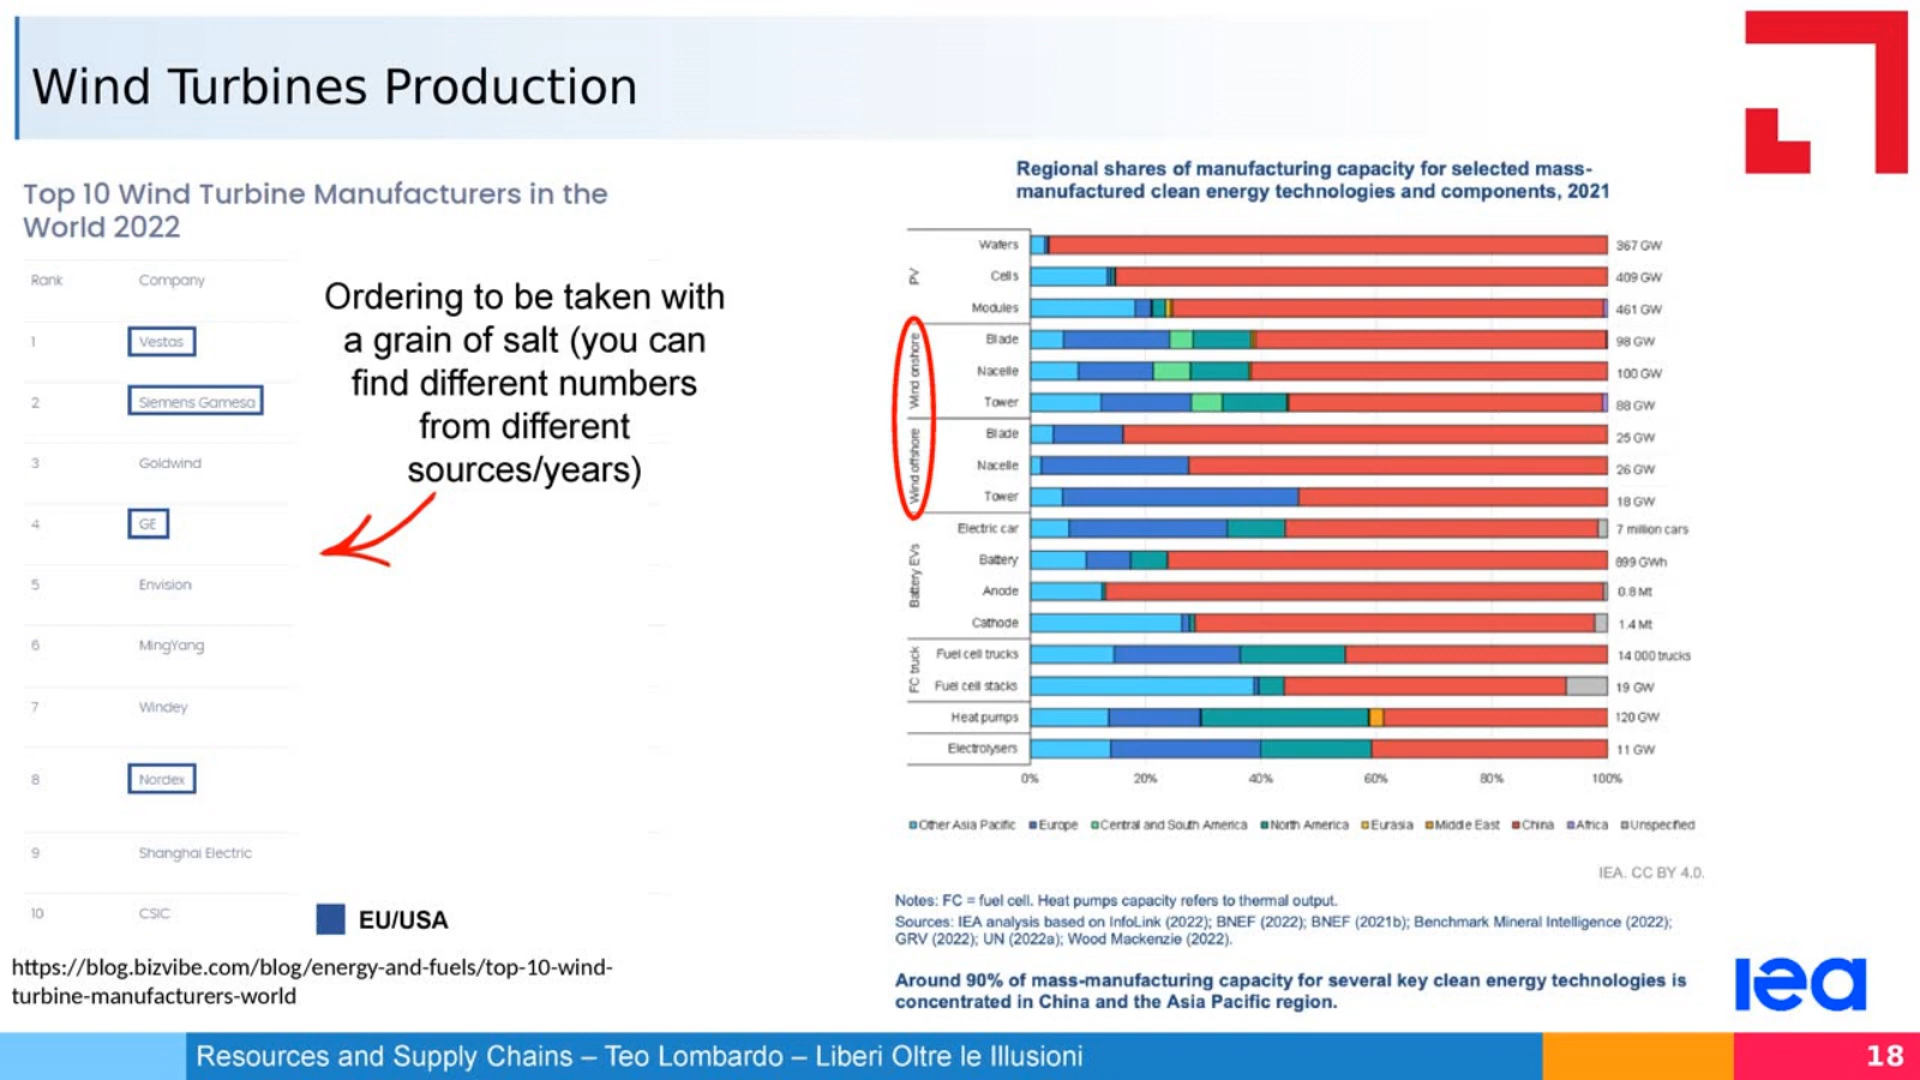 Wind Turbines Production
Top 10 Wind Turbine Manufacturers in the
World 2022
Rank Company
1 Vestas
2 Siemens Gamesa
3 Goldwind
4 GE
5 Envision
6 MingYang
7 Windey
8 Nordex
9 Shanghai Electric
10 CSIC
Ordering to be taken with
a grain of salt (you can
find different numbers
from different
sources/years)
EU/USA
https://blog.bizvibe.com/blog/energy-and-fuels/top-10-wind-
turbine-manufacturers-world
Regional shares of manufacturing capacity for selected mass-
manufactured clean energy technologies and components, 2021
PV
Wafers 367 GW
Cells 409 GW
Modules 461 GW
Wind onshore
Blade 98 GW
Nacelle 100 GW
Tower 88 GW
Wind offshore
Blade 25 GW
Nacelle 26 GW
Tower 18 GW
Battery EVs
Electric car 7 million cars
Battery 899 GWh
Anode 0.8 Mt
Cathode 1.4 Mt
FC truck
Fuel cell trucks 14 000 trucks
Fuel cell stacks 19 GW
Heat pumps 120 GW
Electrolysers 11 GW
0% 20% 40% 60% 80% 100%
Other Asia Pacific Europe Central and South America North America Eurasia Middle East China Africa Unspecified
IEA. CC BY 4.0.
Notes: FC = fuel cell. Heat pumps capacity refers to thermal output.
Sources: IEA analysis based on InfoLink (2022); BNEF (2022); BNEF (2021b); Benchmark Mineral Intelligence (2022);
GRV (2022); UN (2022a); Wood Mackenzie (2022).
Around 90% of mass-manufacturing capacity for several key clean energy technologies is
concentrated in China and the Asia Pacific region.
iea
Resources and Supply Chains – Teo Lombardo – Liberi Oltre le Illusioni
18